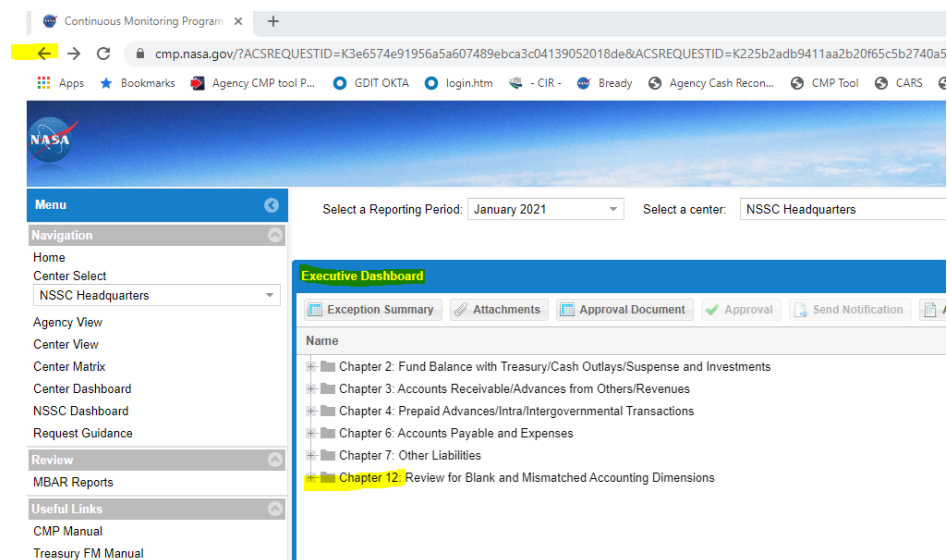 Continuous Monitoring Program
cmp.nasa.gov/?ACSREQUESTID=K3e6574e91956a5a607489ebca3c04139052018de&ACSREQUESTID=K225b2adb9411aa2b20f65c5b2740a5
Apps Bookmarks Agency CMP tool P... GDIT OKTA login.htm - CIR - Bready Agency Cash Recon... CMP Tool CARS
NASA
Menu
Select a Reporting Period: January 2021 Select a center: NSSC Headquarters
Navigation
Home
Center Select
NSSC Headquarters
Agency View
Center View
Center Matrix
Center Dashboard
NSSC Dashboard
Request Guidance
Review
MBAR Reports
Useful Links
CMP Manual
Treasury FM Manual
Executive Dashboard
Exception Summary Attachments Approval Document Approval Send Notification A
Name
Chapter 2: Fund Balance with Treasury/Cash Outlays/Suspense and Investments
Chapter 3: Accounts Receivable/Advances from Others/Revenues
Chapter 4: Prepaid Advances/Intra/Intergovernmental Transactions
Chapter 6: Accounts Payable and Expenses
Chapter 7: Other Liabilities
Chapter 12: Review for Blank and Mismatched Accounting Dimensions